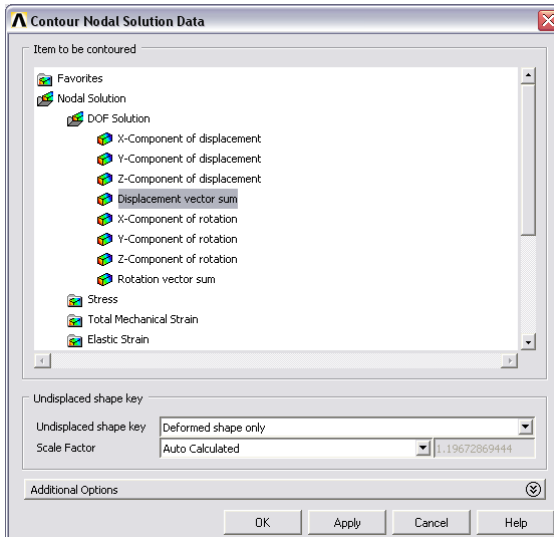 Contour Nodal Solution Data
Item to be contoured
Favorites
Nodal Solution
DOF Solution
X-Component of displacement
Y-Component of displacement
Z-Component of displacement
Displacement vector sum
X-Component of rotation
Y-Component of rotation
Z-Component of rotation
Rotation vector sum
Stress
Total Mechanical Strain
Elastic Strain
Undisplaced shape key
Undisplaced shape key Deformed shape only
Scale Factor Auto Calculated 1.19672869444
Additional Options
OK Apply Cancel Help